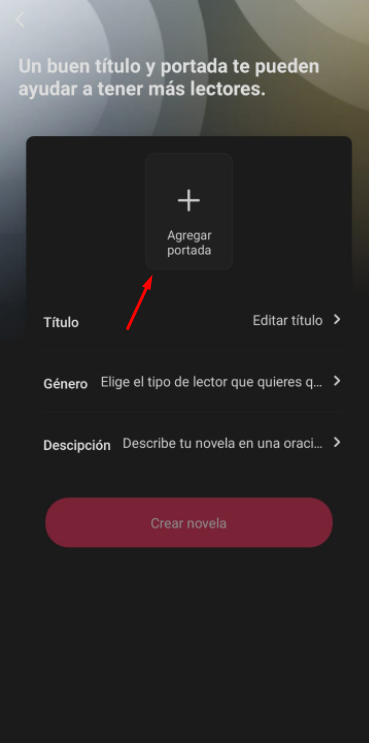 Un buen título y portada te pueden
ayudar a tener más lectores.
Agregar
portada
Título Editar título
Género Elige el tipo de lector que quieres q...
Descipción Describe tu novela en una oraci...
Crear novela